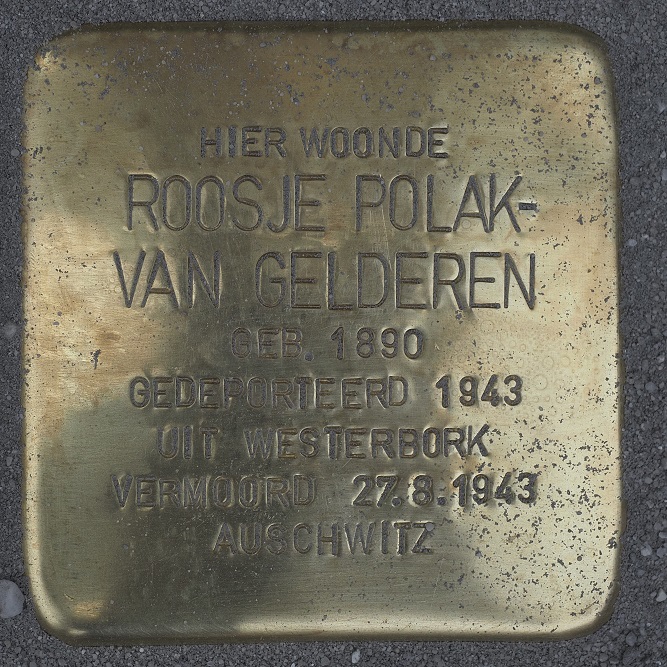 HIER WOONDE
ROOSJE POLAK-
VAN GELDEREN
GEB. 1890
GEDEPORTEERD 1943
UIT WESTERBORK
VERMOORD 27.8.1943
AUSCHWITZ